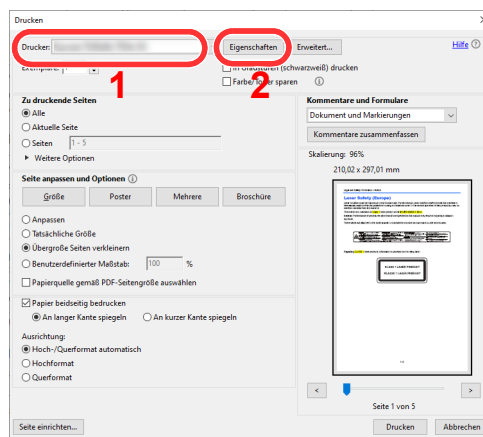 Drucken
Drucker:
Eigenschaften
Erweitert...
Hilfe
Exemplare:
1
In Graustufen (schwarzweiß) drucken
2
Farbe/Toner sparen
Zu druckende Seiten
Alle
Aktuelle Seite
Seiten
1 - 5
Weitere Optionen
Kommentare und Formulare
Dokument und Markierungen
Kommentare zusammenfassen
Skalierung: 96%
210,02 x 297,01 mm
Seite anpassen und Optionen
Größe
Poster
Mehrere
Broschüre
Anpassen
Tatsächliche Größe
Übergroße Seiten verkleinern
Benutzerdefinierter Maßstab:
100
%
Papierquelle gemäß PDF-Seitengröße auswählen
Papier beidseitig bedrucken
An langer Kante spiegeln
An kurzer Kante spiegeln
Ausrichtung:
Hoch-/Querformat automatisch
Hochformat
Querformat
Laser Safety (Europe)
CLASS 1 LASER PRODUCT
<
>
Seite 1 von 5
Seite einrichten...
Drucken
Abbrechen